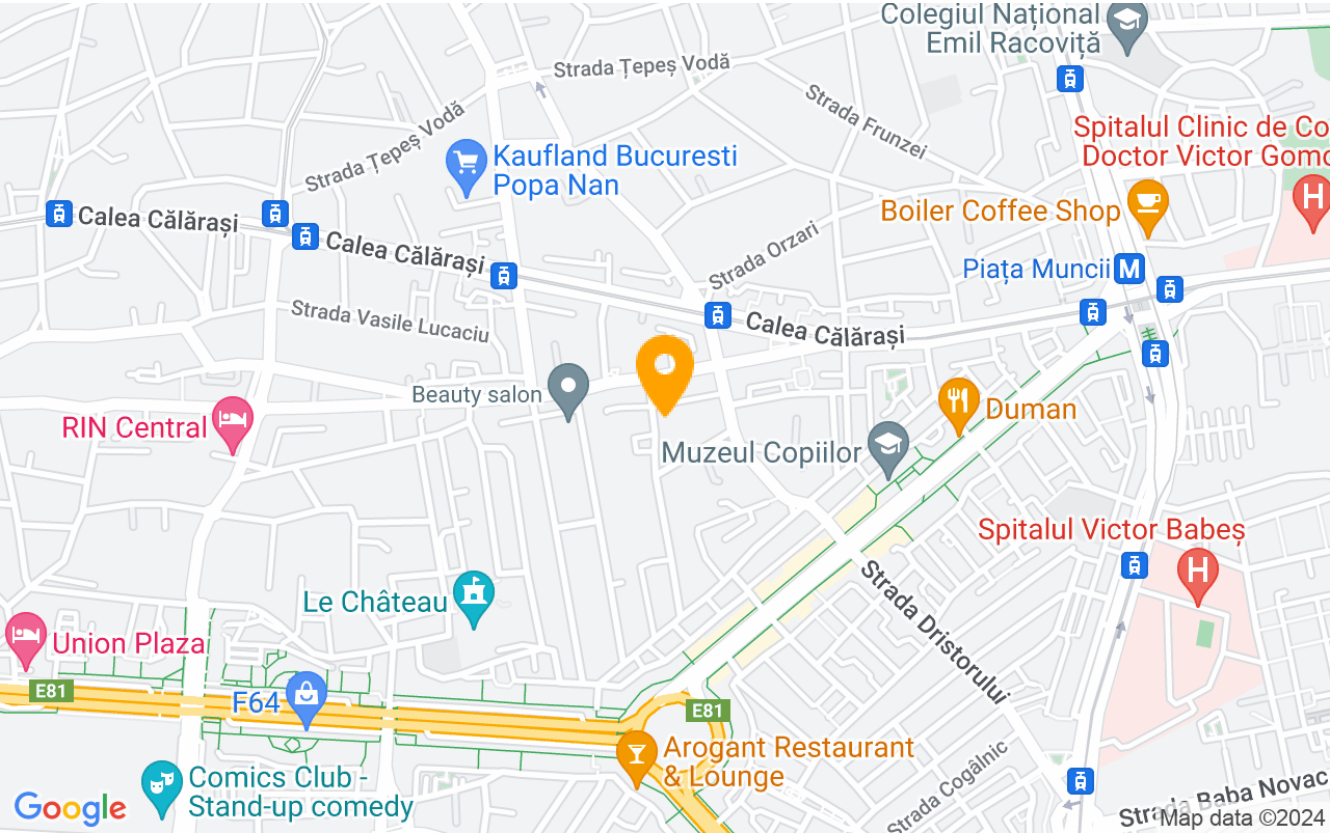 Colegiul Național
Emil Racoviță
Strada Țepeș Vodă
Strada Frunzei
Strada Țepeș Vodă
Spitalul Clinic de Co
Doctor Victor Gomo
Kaufland Bucuresti
Popa Nan
Calea Călărași
Boiler Coffee Shop
Calea Călărași
Strada Orzari
Piața Muncii
M
Strada Vasile Lucaciu
Calea Călărași
Beauty salon
RIN Central
Duman
Muzeul Copiilor
Spitalul Victor Babeș
H
H
Le Château
Strada Dristorului
Union Plaza
E81
F64
E81
Arogant Restaurant
& Lounge
Strada Cogâlnic
Comics Club -
Stand-up comedy
Google
Strada Baba Novac
Map data ©2024